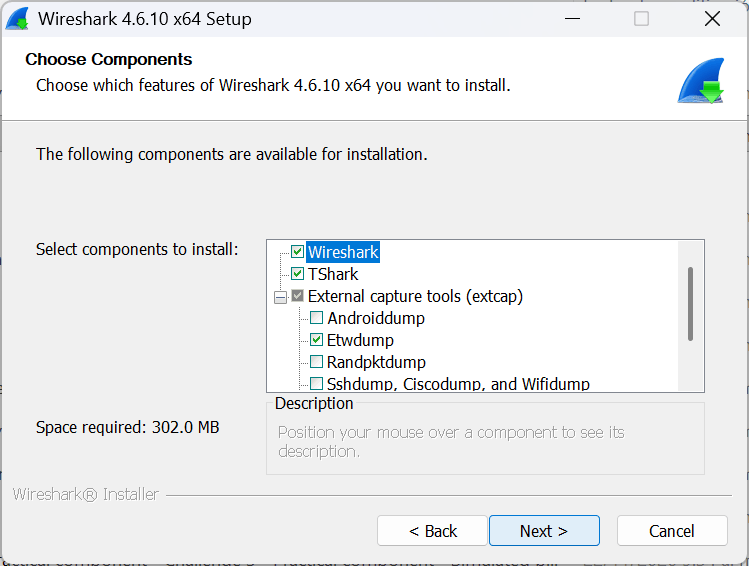 Wireshark 4.6.10 x64 Setup
Choose Components
Choose which features of Wireshark 4.6.10 x64 you want to install.
The following components are available for installation.
Select components to install:
Wireshark
TShark
External capture tools (extcap)
Androiddump
Etwdump
Randpktdump
Sshdump, Ciscodump, and Wifidump
Space required: 302.0 MB
Description
Position your mouse over a component to see its
description.
Wireshark® Installer
< Back
Next >
Cancel